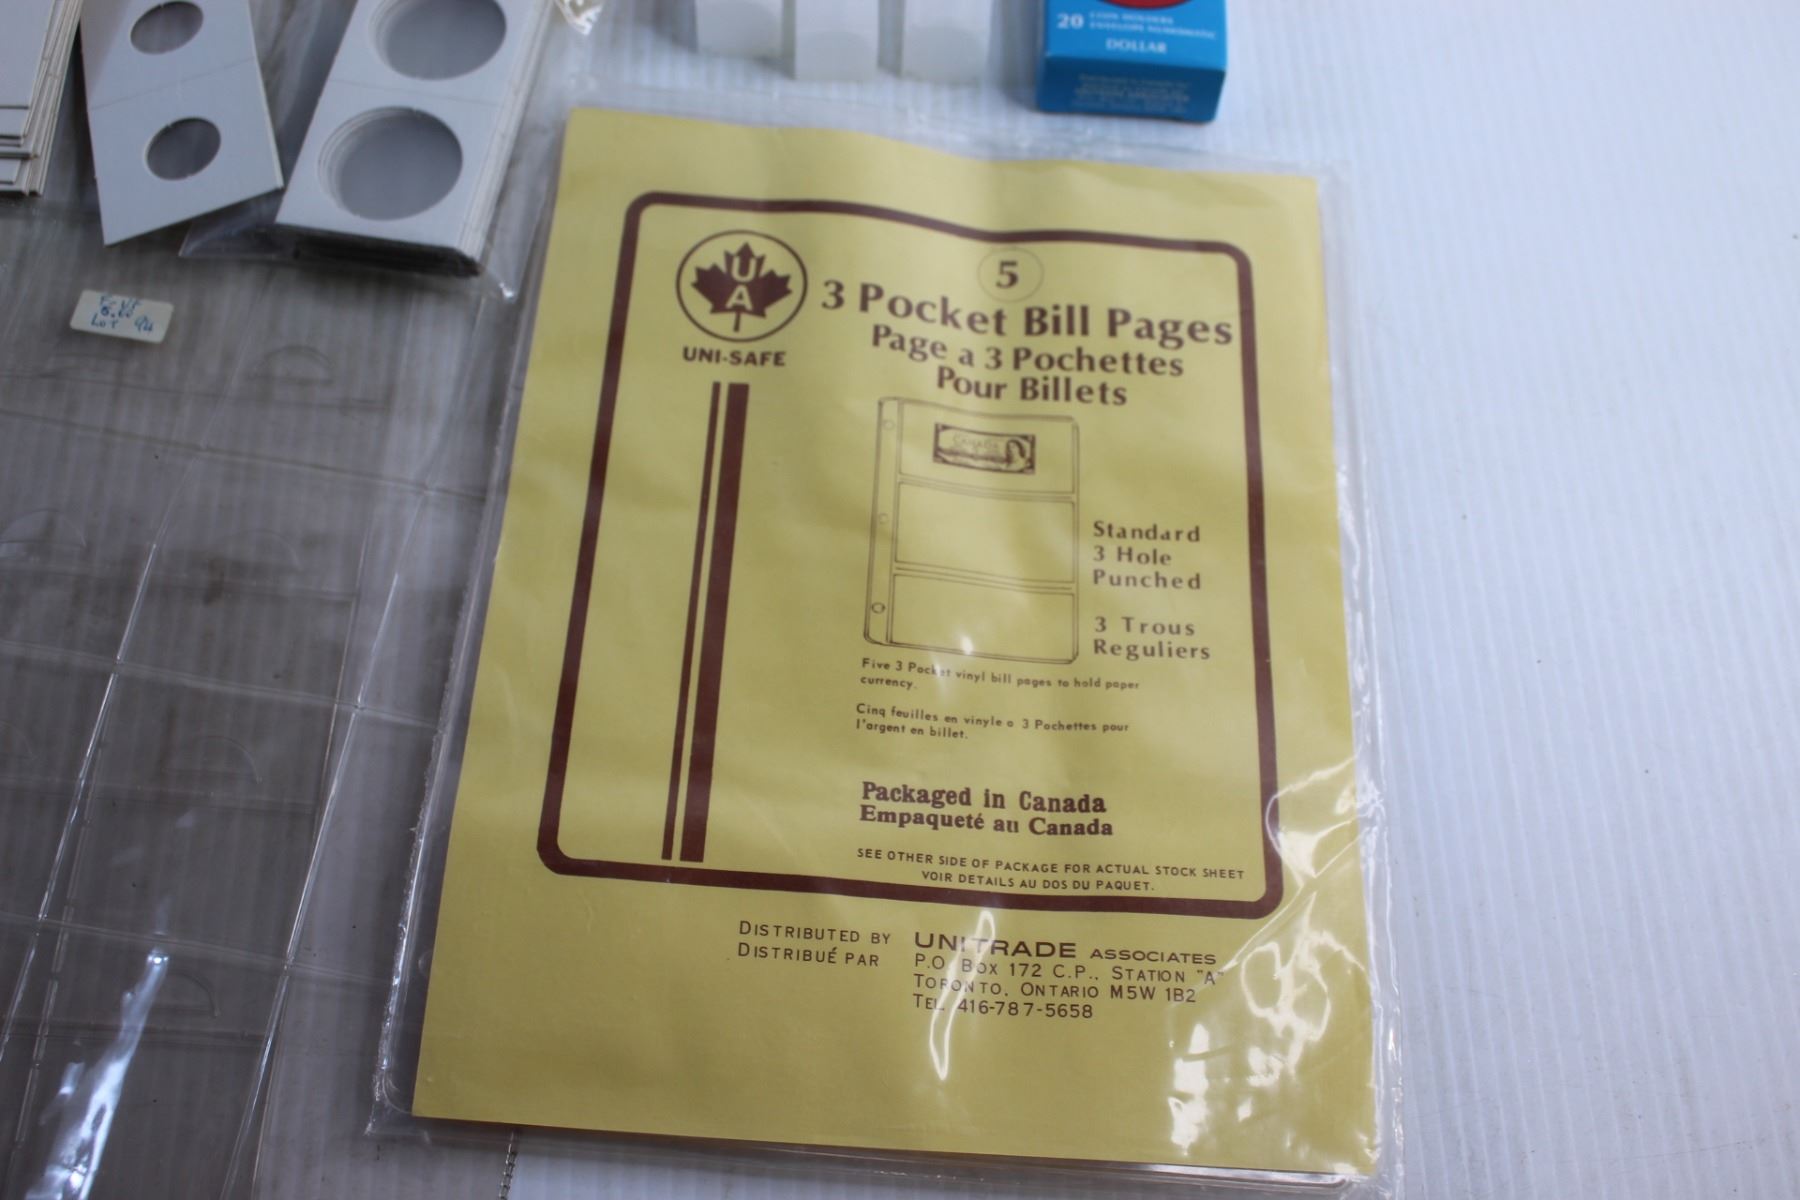 20 COIN HOLDERS
DOLLAR
LOT
U
A
UNI-SAFE
5
3 Pocket Bill Pages
Page a 3 Pochettes
Pour Billets
CANADA
Standard
3 Hole
Punched
3 Trous
Reguliers
Five 3 Pocket vinyl bill pages to hold paper
currency.
Cinq feuilles en vinyle a 3 Pochettes pour
l'argent en billet.
Packaged in Canada
Empaqueté au Canada
SEE OTHER SIDE OF PACKAGE FOR ACTUAL STOCK SHEET
VOIR DETAILS AU DOS DU PAQUET.
DISTRIBUTED BY UNITRADE ASSOCIATES
DISTRIBUÉ PAR P.O. BOX 172 C.P., STATION "A"
TORONTO, ONTARIO M5W 1B2
TEL. 416-787-5658